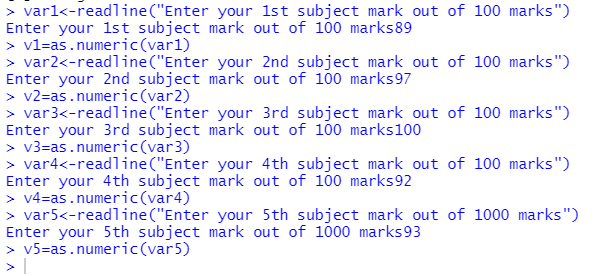 > var1<-readline("Enter your 1st subject mark out of 100 marks")
Enter your 1st subject mark out of 100 marks89
> v1=as.numeric(var1)
> var2<-readline("Enter your 2nd subject mark out of 100 marks")
Enter your 2nd subject mark out of 100 marks97
> v2=as.numeric(var2)
> var3<-readline("Enter your 3rd subject mark out of 100 marks")
Enter your 3rd subject mark out of 100 marks100
> v3=as.numeric(var3)
> var4<-readline("Enter your 4th subject mark out of 100 marks")
Enter your 4th subject mark out of 100 marks92
> v4=as.numeric(var4)
> var5<-readline("Enter your 5th subject mark out of 1000 marks")
Enter your 5th subject mark out of 1000 marks93
> v5=as.numeric(var5)
>